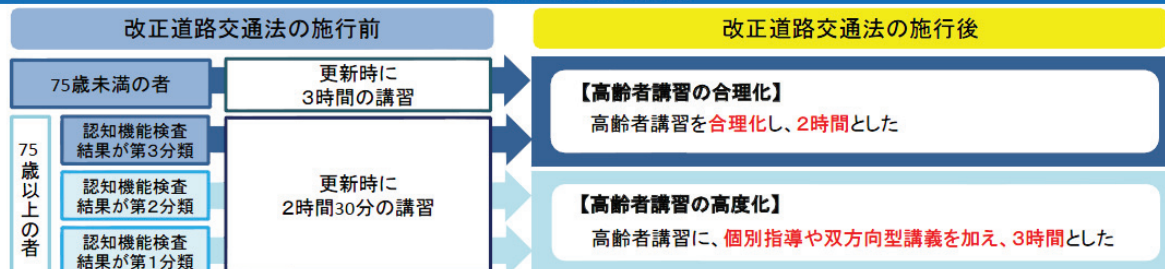 改正道路交通法の施行前
改正道路交通法の施行後
75歳未満の者
更新時に
3時間の講習
【高齢者講習の合理化】
高齢者講習を合理化し、2時間とした
75歳以上の者
認知機能検査
結果が第3分類
認知機能検査
結果が第2分類
認知機能検査
結果が第1分類
更新時に
2時間30分の講習
【高齢者講習の高度化】
高齢者講習に、個別指導や双方向型講義を加え、3時間とした